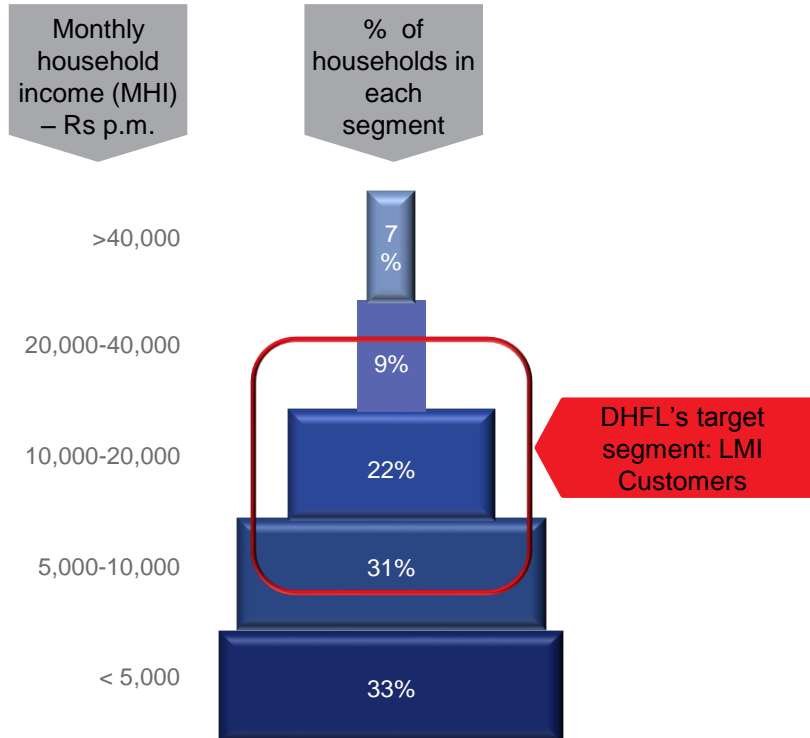 Monthly
household
income (MHI)
– Rs p.m.
% of
households in
each
segment
>40,000
7
%
20,000-40,000
9%
DHFL’s target
segment: LMI
Customers
10,000-20,000
22%
5,000-10,000
31%
< 5,000
33%